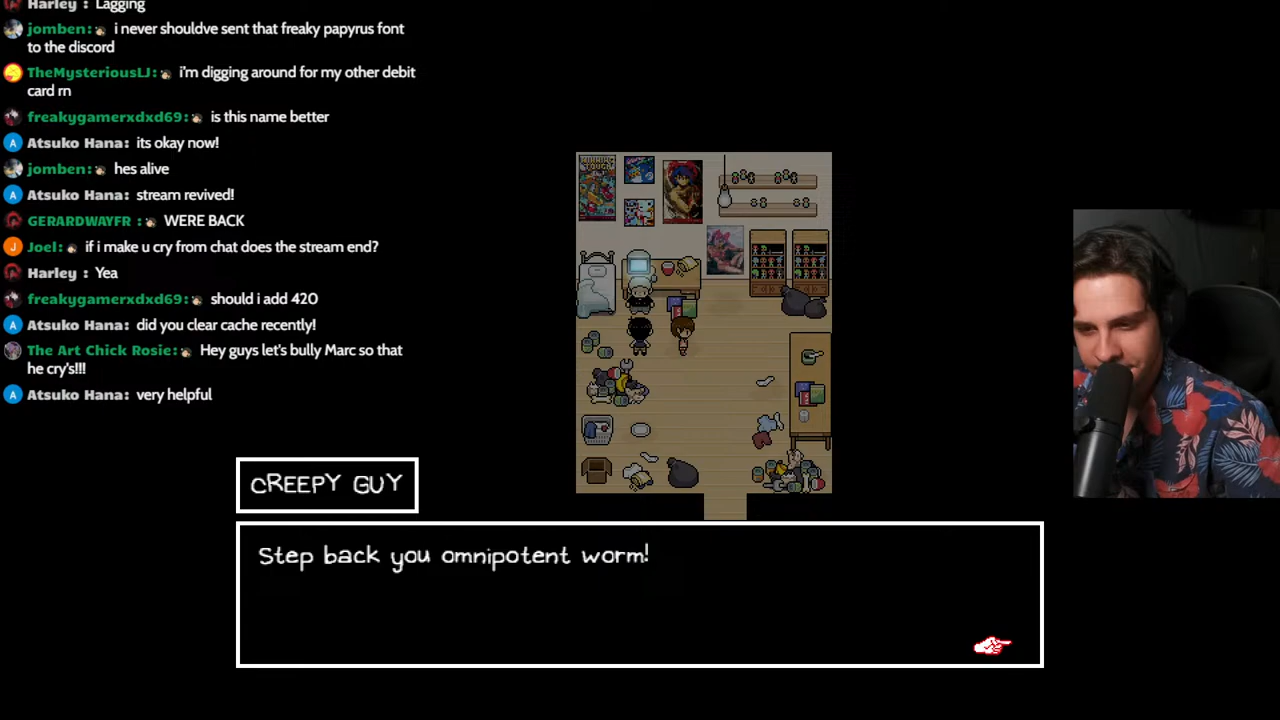 Harley : Lagging
jomben: i never shouldve sent that freaky papyrus font
to the discord
TheMysteriousLJ: i'm digging around for my other debit
card rn
freakygamerxdxd69: is this name better
A Atsuko Hana: its okay now!
jomben: hes alive
A Atsuko Hana: stream revived!
GERARDWAYFR : WERE BACK
J Joel: if i make u cry from chat does the stream end?
Harley : Yea
freakygamerxdxd69: should i add 420
A Atsuko Hana: did you clear cache recently!
The Art Chick Rosie: Hey guys let's bully Marc so that
he cry's!!!
A Atsuko Hana: very helpful
CREEPY GUY
Step back you omnipotent worm!